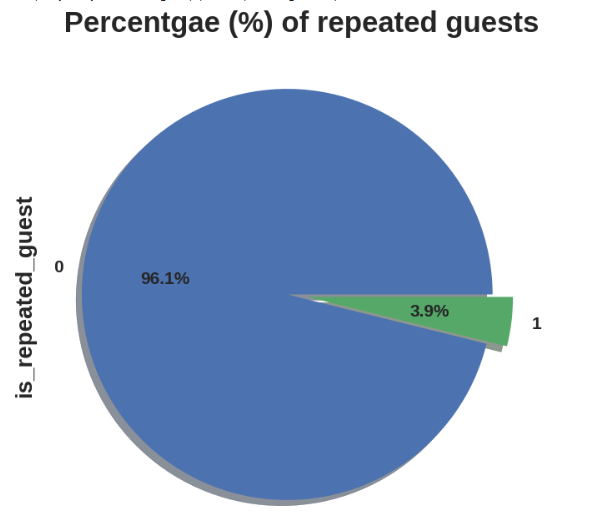 Percentgae (%) of repeated guests
is_repeated_guest
0
96.1%
3.9%
1